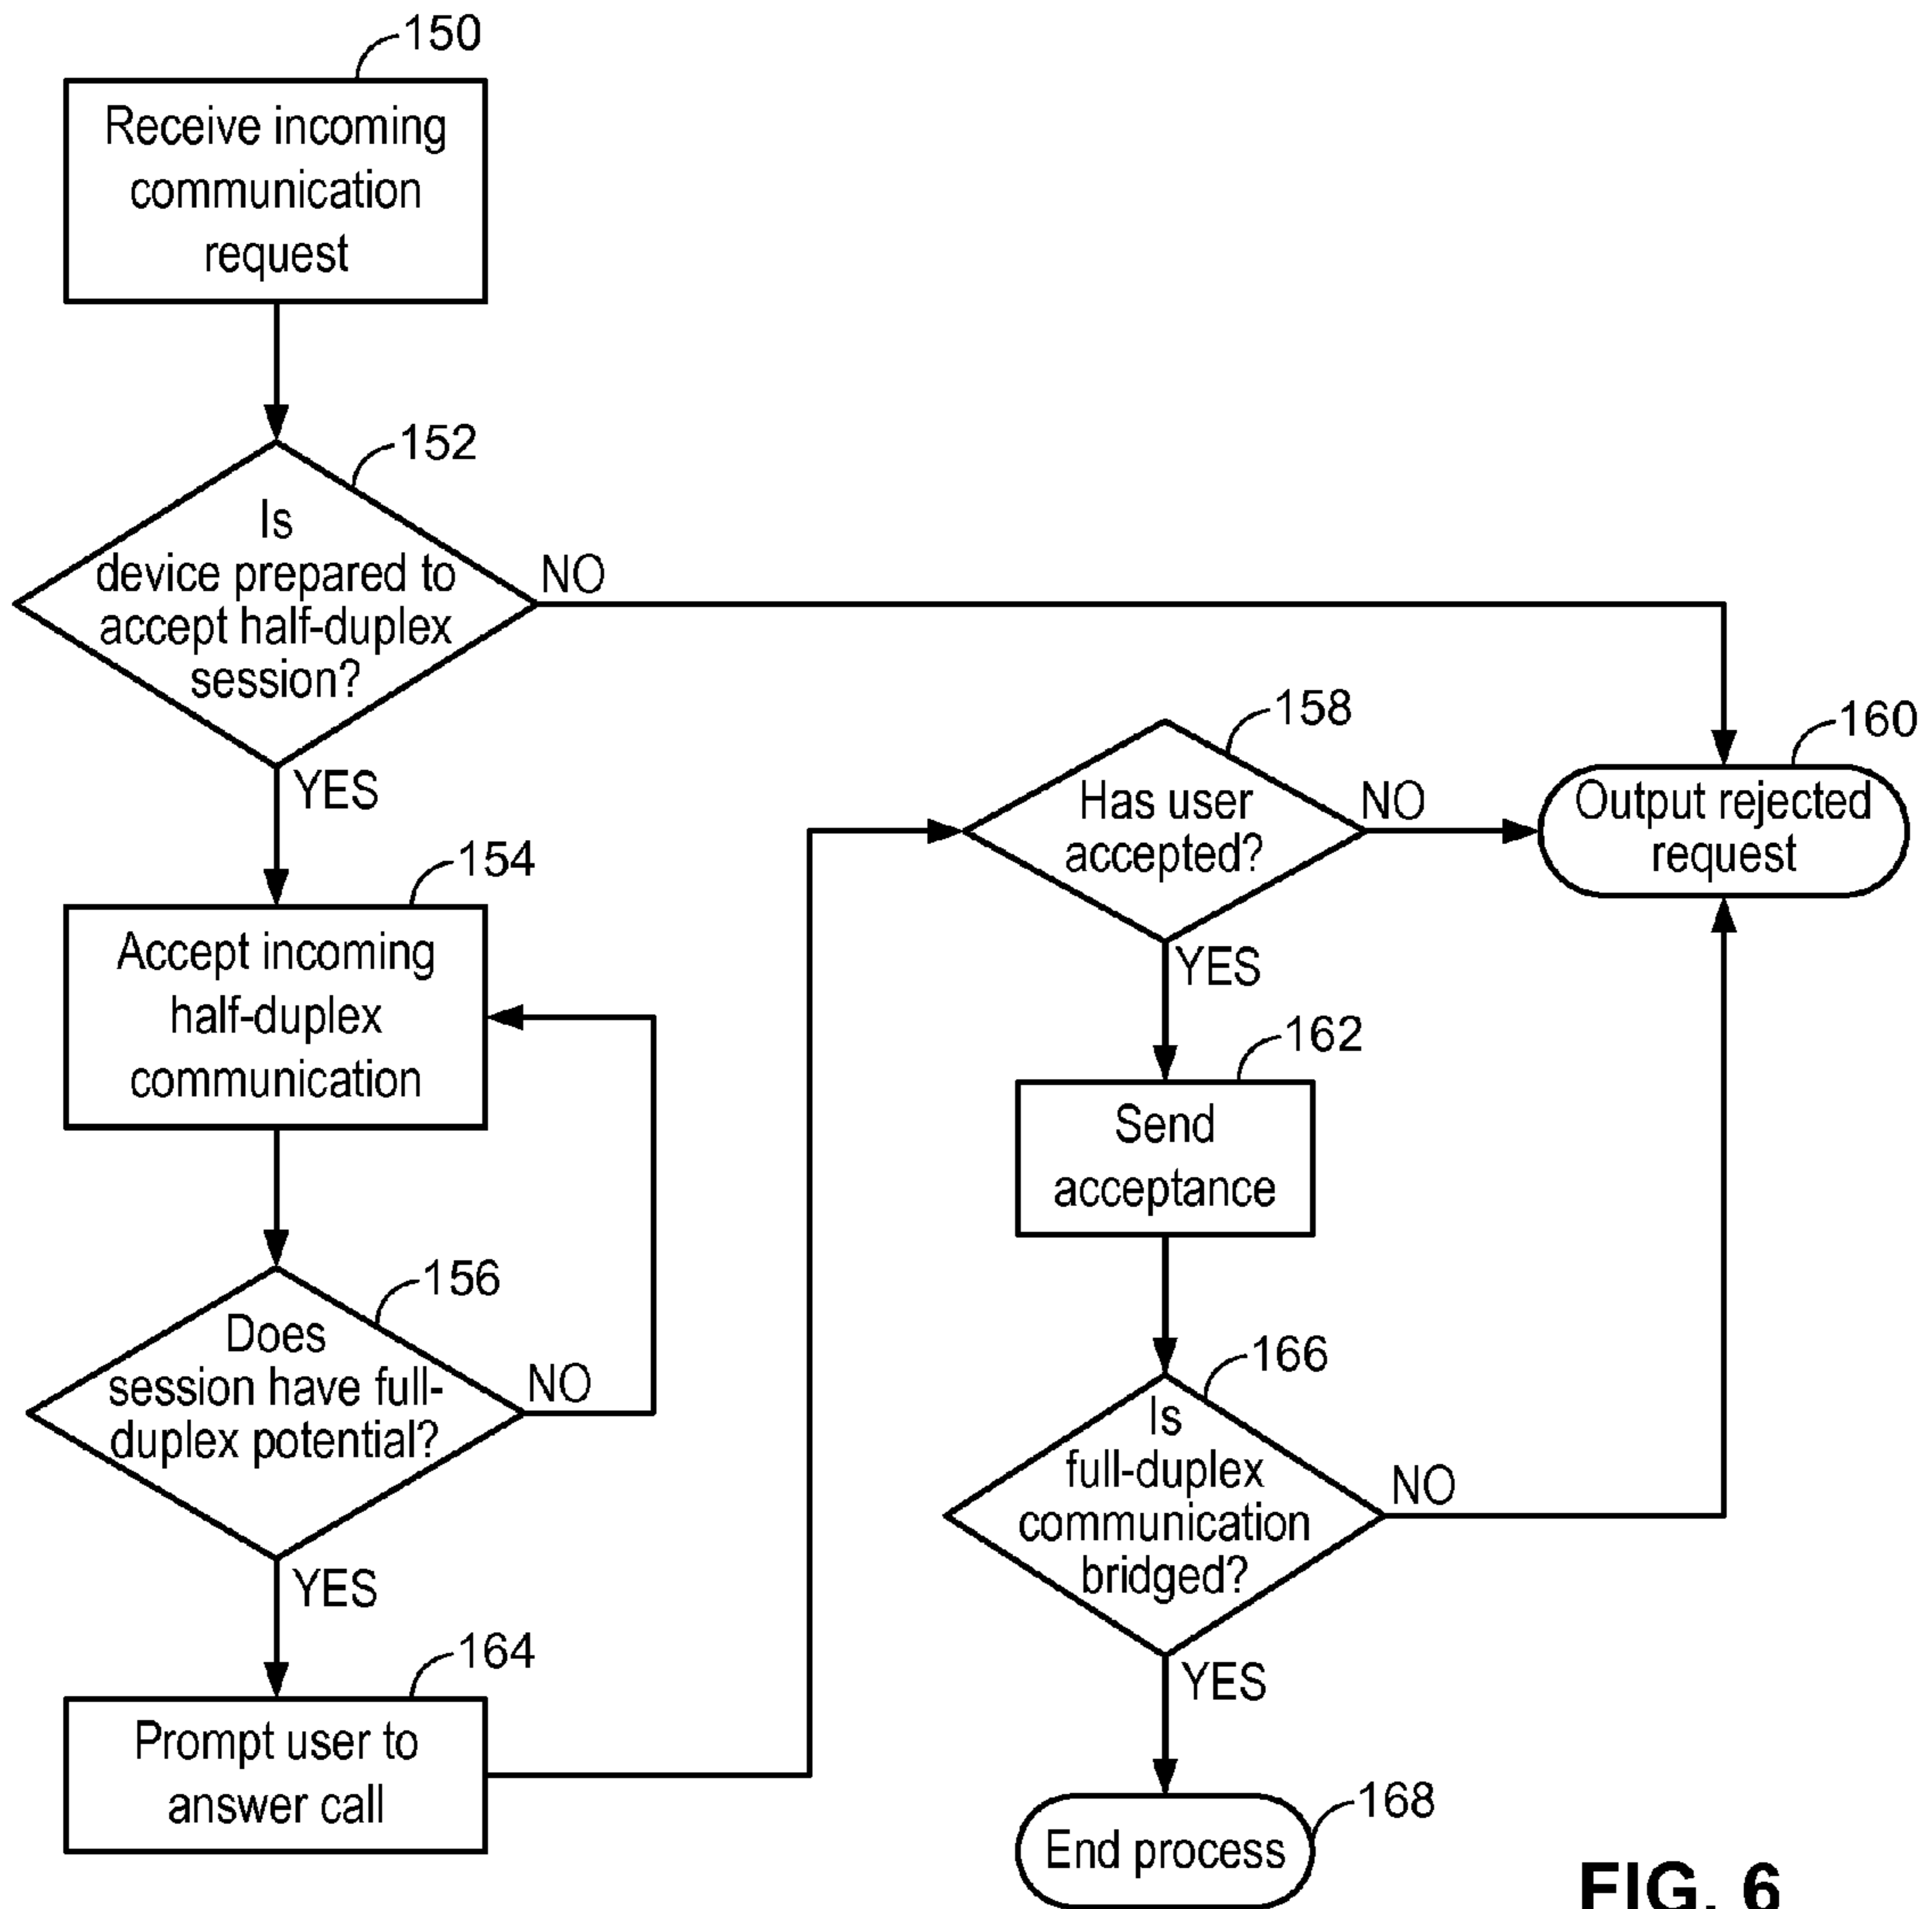 150
Receive incoming
communication
request
152
Is
device prepared to
accept half-duplex
session?
NO
YES
154
Accept incoming
half-duplex
communication
156
Does
session have full-
duplex potential?
NO
YES
164
Prompt user to
answer call
158
Has user
accepted?
NO
YES
160
Output rejected
request
162
Send
acceptance
166
Is
full-duplex
communication
bridged?
NO
YES
168
End process
FIG. 6